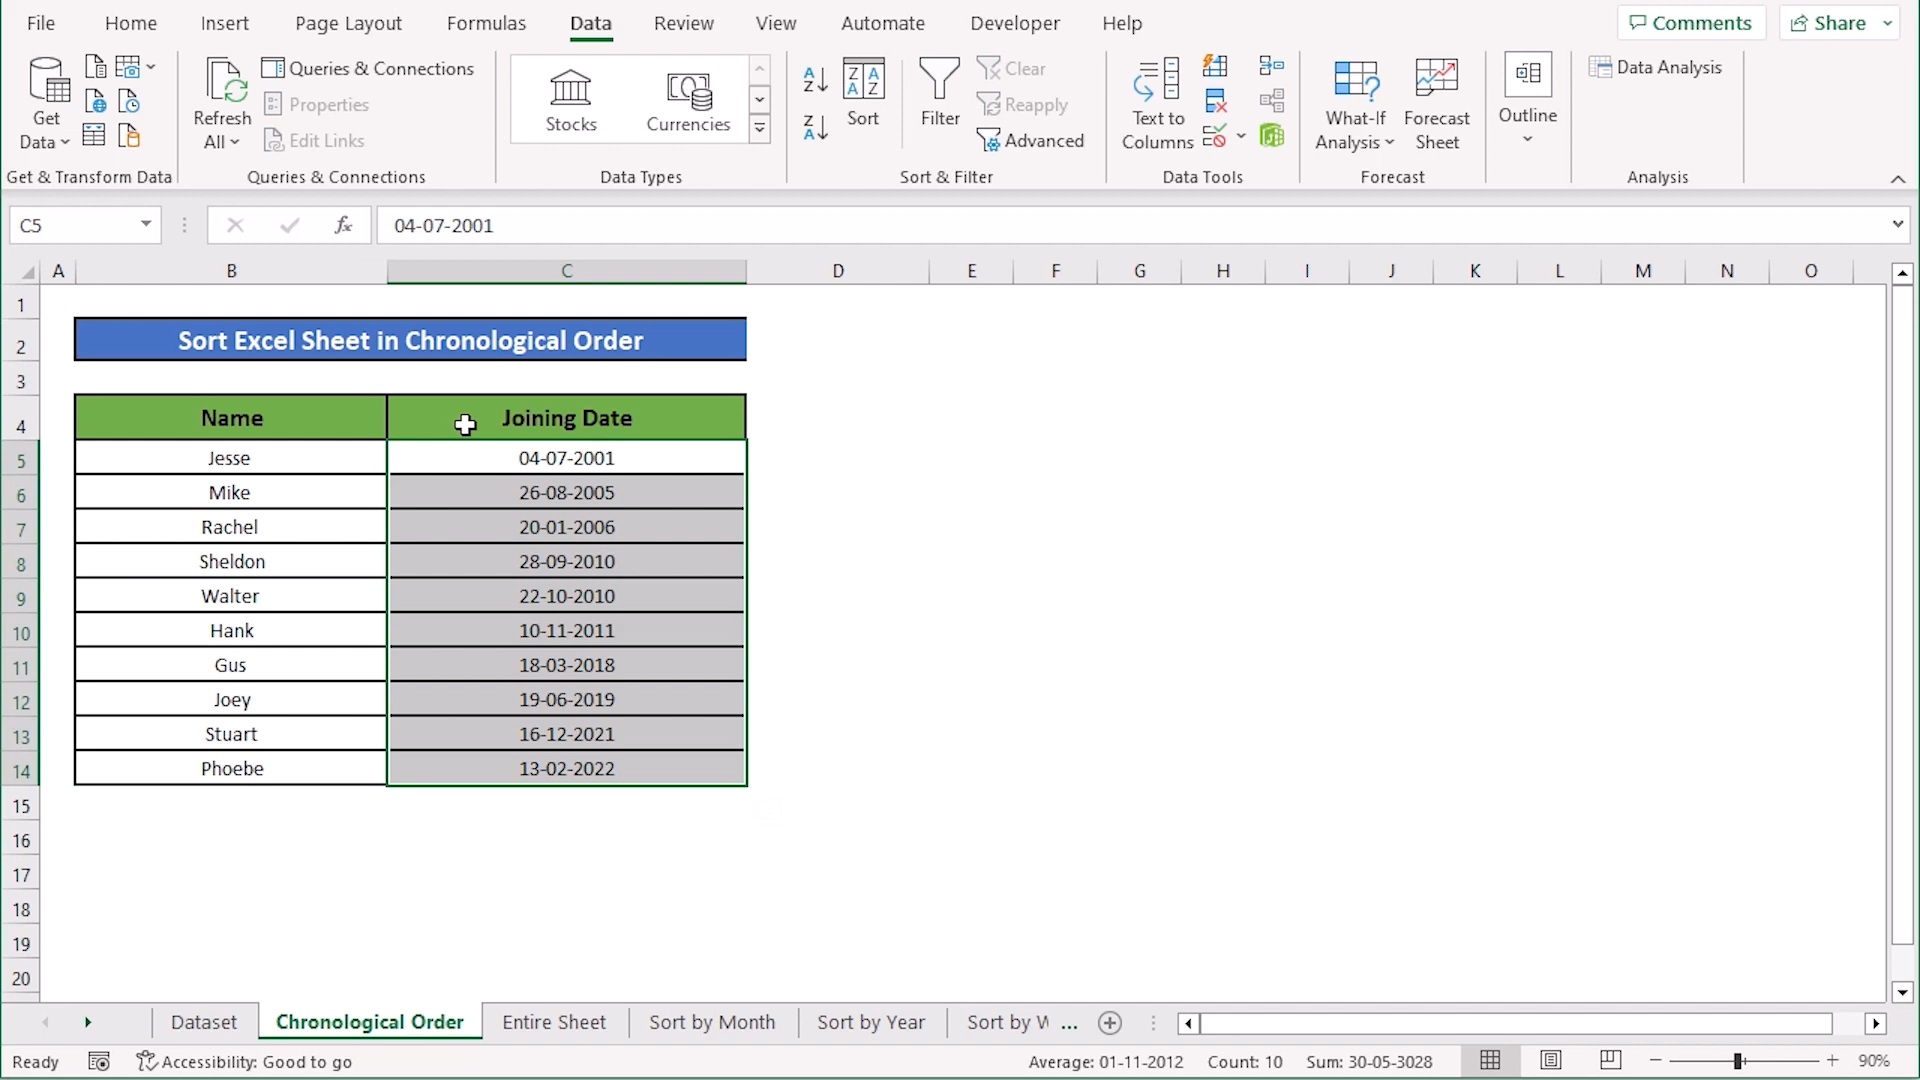 File Home Insert Page Layout Formulas Data Review View Automate Developer Help Comments Share
Get Data
Refresh All
Queries & Connections
Properties
Edit Links
Stocks
Currencies
Sort
Filter
Clear
Reapply
Advanced
Text to Columns
What-If Analysis
Forecast Sheet
Outline
Data Analysis
Get & Transform Data Queries & Connections Data Types Sort & Filter Data Tools Forecast Analysis
C5 fx 04-07-2001
A B C D E F G H I J K L M N O
1
2 Sort Excel Sheet in Chronological Order
3
4 Name Joining Date
5 Jesse 04-07-2001
6 Mike 26-08-2005
7 Rachel 20-01-2006
8 Sheldon 28-09-2010
9 Walter 22-10-2010
10 Hank 10-11-2011
11 Gus 18-03-2018
12 Joey 19-06-2019
13 Stuart 16-12-2021
14 Phoebe 13-02-2022
15
16
17
18
19
20
Dataset Chronological Order Entire Sheet Sort by Month Sort by Year Sort by W ...
Ready Accessibility: Good to go Average: 01-11-2012 Count: 10 Sum: 30-05-3028 90%